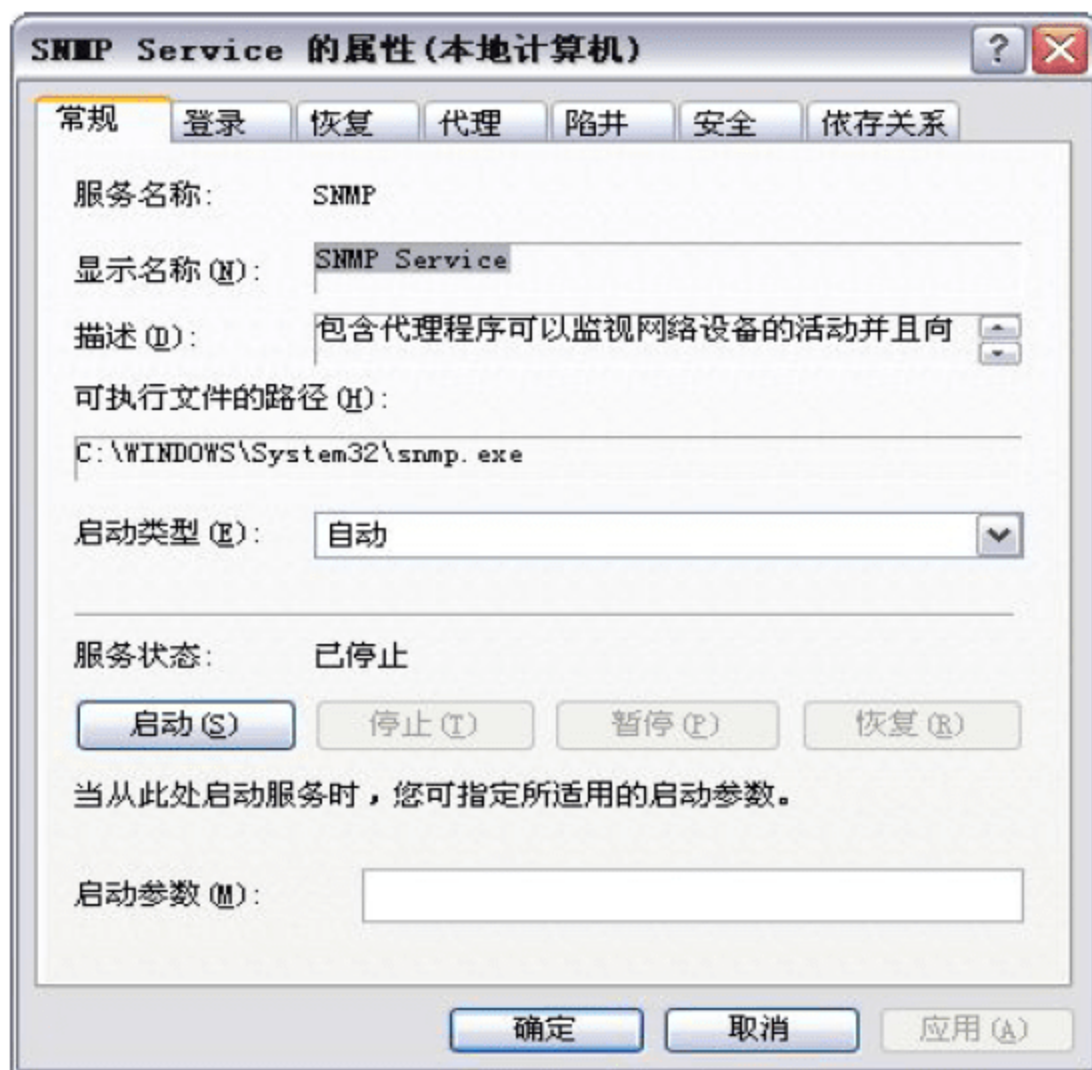 SNMP Service 的属性(本地计算机)
常规 登录 恢复 代理 陷井 安全 依存关系
服务名称: SNMP
显示名称(N): SNMP Service
描述(D): 包含代理程序可以监视网络设备的活动并且向
可执行文件的路径(H):
C:\WINDOWS\System32\snmp.exe
启动类型(E): 自动
服务状态: 已停止
启动(S) 停止(T) 暂停(P) 恢复(R)
当从此处启动服务时，您可指定所适用的启动参数。
启动参数(M):
确定 取消 应用(A)